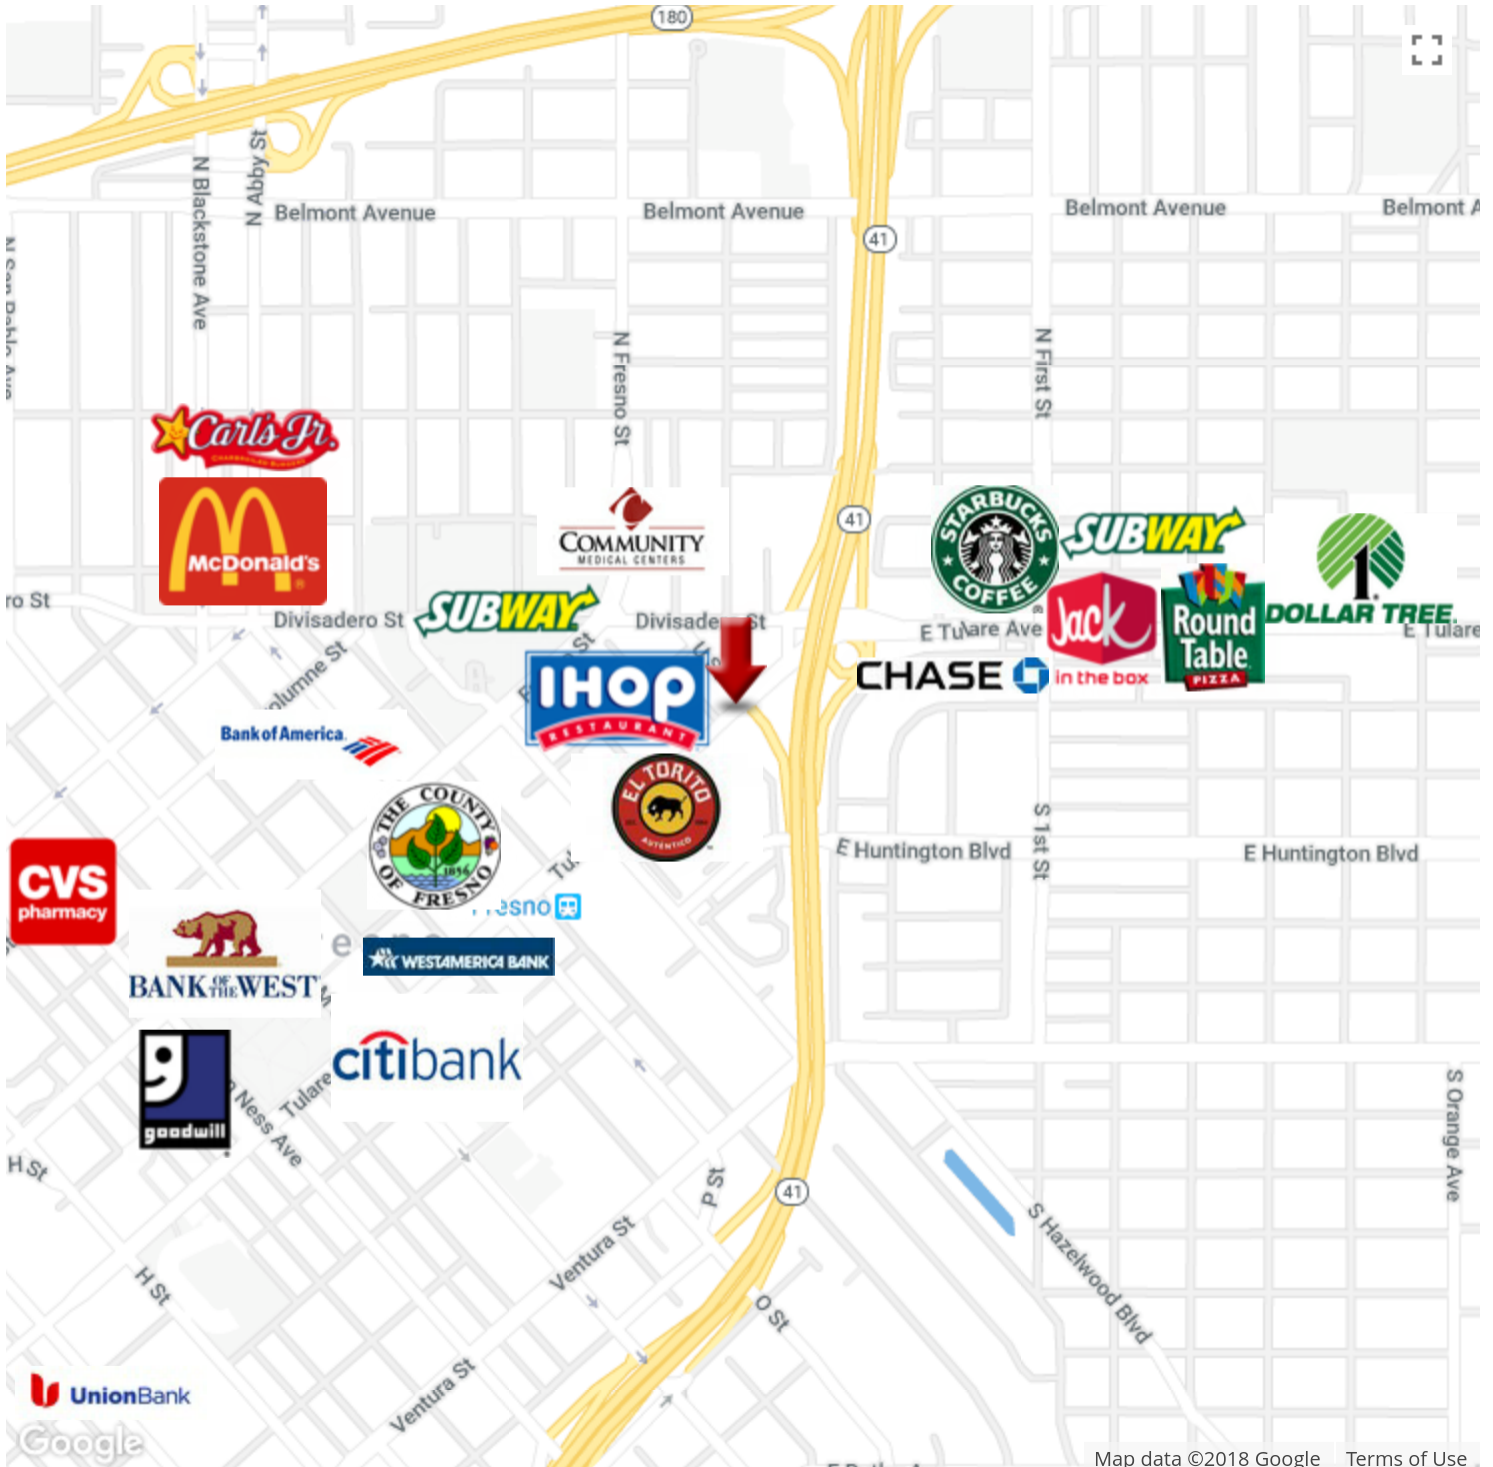 180
N Blackstone Ave
N Abby St
Belmont Avenue
Belmont Avenue
Belmont Avenue
Belmont A
41
N Fresno St
N First St
Carl's Jr.
CHARBROILED BURGERS
McDonald's
COMMUNITY
MEDICAL CENTERS
41
STARBUCKS
COFFEE
SUBWAY
1
DOLLAR TREE
ro St
Divisadero St
SUBWAY
St
E Tulare Ave
E Tulare
Jack
in the box
Round
Table
PIZZA
CHASE
IHOP
RESTAURANT
Bank of America
EL TORITO
AUTENTICO
THE COUNTY
OF FRESNO
1856
S 1st St
E Huntington Blvd
E Huntington Blvd
CVS
pharmacy
BANK OF THE WEST
WESTAMERICA BANK
citibank
goodwill
Tulare
Ness Ave
H St
P St
41
S Orange Ave
S Hazelwood Blvd
Ventura St
H St
O St
Ventura St
UnionBank
Google
Map data ©2018 Google
Terms of Use